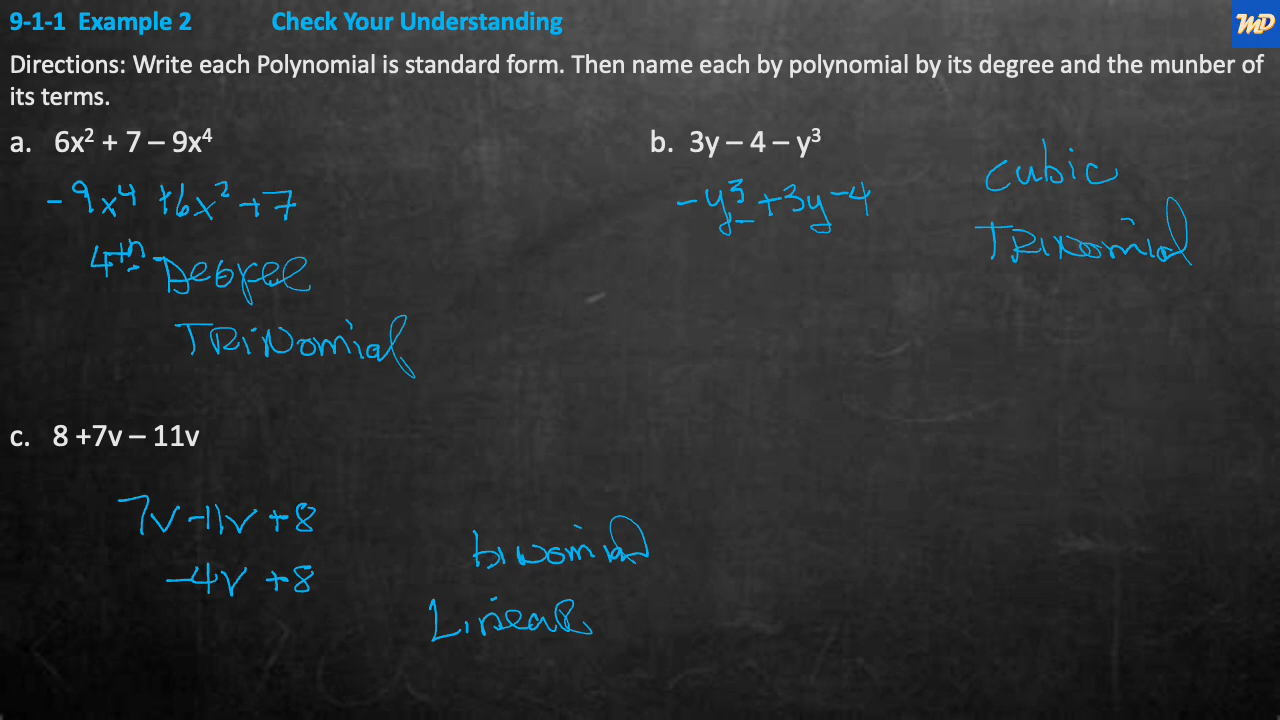 9-1-1 Example 2 Check Your Understanding
MD
Directions: Write each Polynomial is standard form. Then name each by polynomial by its degree and the munber of
its terms.
a. 6x² + 7 – 9x⁴
-9x⁴ +6x² +7
4th Degree
TRiNomial
b. 3y – 4 – y³
-y³ +3y -4
cubic
TRiNomial
c. 8 +7v – 11v
7v -11v +8
-4v +8
biNomial
LiNeaR